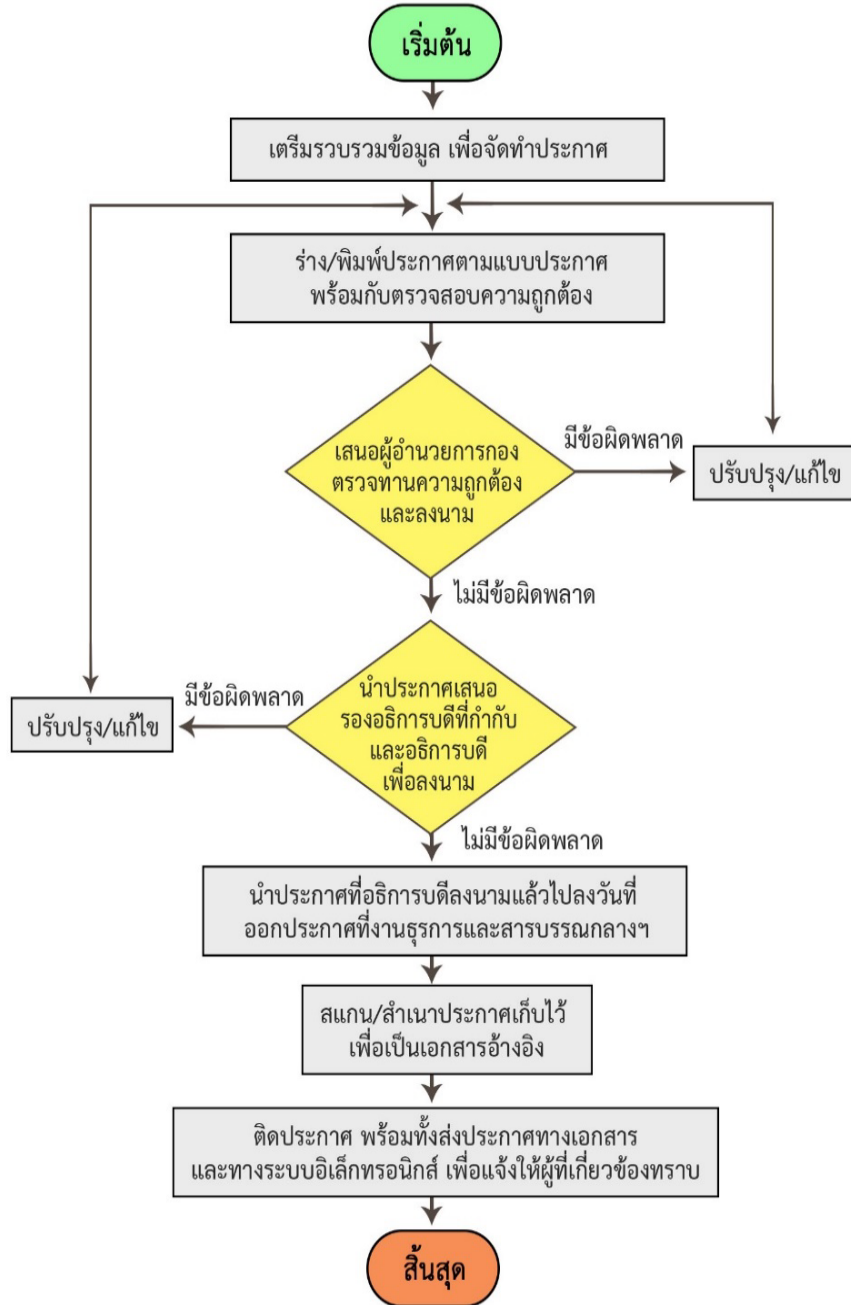 เริ่มต้น
เตรีมรวบรวมข้อมูล เพื่อจัดทำประกาศ
ร่าง/พิมพ์ประกาศตามแบบประกาศ
พร้อมกับตรวจสอบความถูกต้อง
เสนอผู้อำนวยการกอง
ตรวจทานความถูกต้อง
และลงนาม
มีข้อผิดพลาด
ปรับปรุง/แก้ไข
ไม่มีข้อผิดพลาด
นำประกาศเสนอ
รองอธิการบดีที่กำกับ
และอธิการบดี
เพื่อลงนาม
มีข้อผิดพลาด
ปรับปรุง/แก้ไข
ไม่มีข้อผิดพลาด
นำประกาศที่อธิการบดีลงนามแล้วไปลงวันที่
ออกประกาศที่งานธุรการและสารบรรณกลางฯ
สแกน/สำเนาประกาศเก็บไว้
เพื่อเป็นเอกสารอ้างอิง
ติดประกาศ พร้อมทั้งส่งประกาศทางเอกสาร
และทางระบบอิเล็กทรอนิกส์ เพื่อแจ้งให้ผู้ที่เกี่ยวข้องทราบ
สิ้นสุด